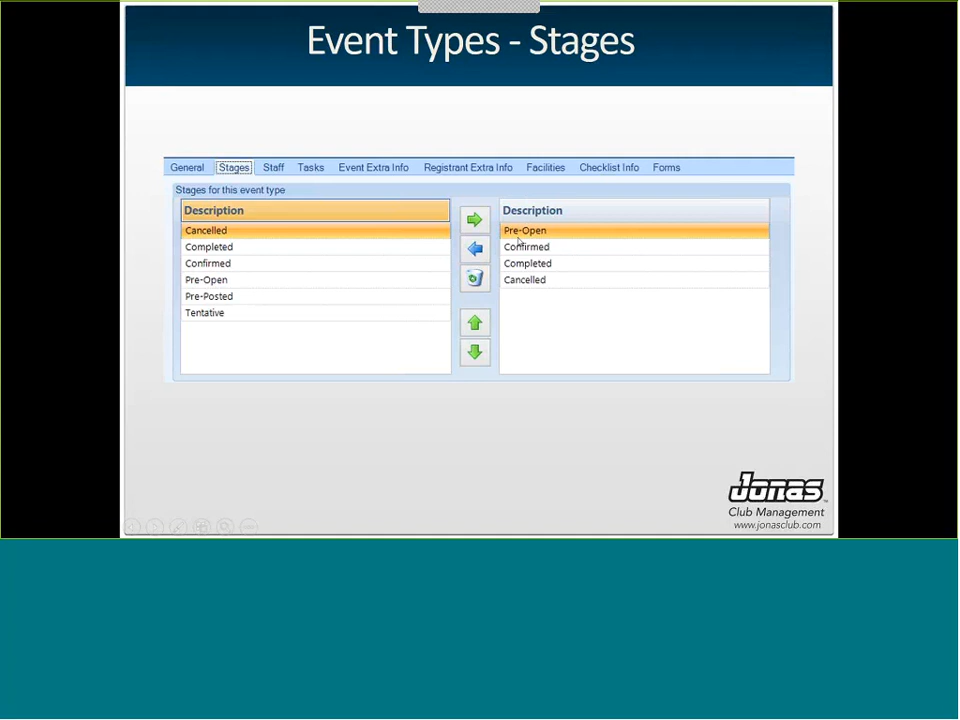 Event Types - Stages
General Stages Staff Tasks Event Extra Info Registrant Extra Info Facilities Checklist Info Forms
Stages for this event type
Description
Cancelled
Completed
Confirmed
Pre-Open
Pre-Posted
Tentative
Description
Pre-Open
Confirmed
Completed
Cancelled
Jonas
Club Management
www.jonasclub.com